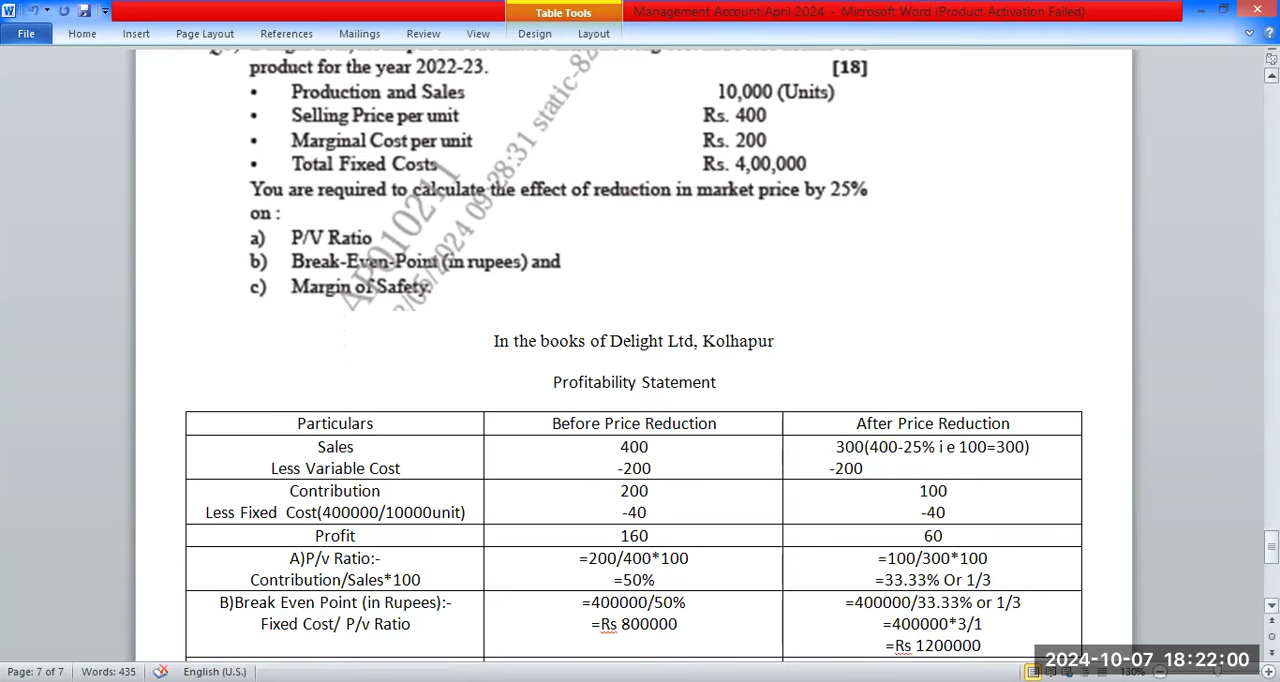 Table Tools
Management Account April 2024 - Microsoft Word (Product Activation Failed)
File Home Insert Page Layout References Mailings Review View Design Layout
product for the year 2022-23. [18]
• Production and Sales 10,000 (Units)
• Selling Price per unit Rs. 400
• Marginal Cost per unit Rs. 200
• Total Fixed Costs Rs. 4,00,000
You are required to calculate the effect of reduction in market price by 25%
on :
a) P/V Ratio
b) Break-Even-Point (in rupees) and
c) Margin of Safety.
In the books of Delight Ltd, Kolhapur
Profitability Statement
Particulars Before Price Reduction After Price Reduction
Sales 400 300(400-25% i e 100=300)
Less Variable Cost -200 -200
Contribution 200 100
Less Fixed Cost(400000/10000unit) -40 -40
Profit 160 60
A)P/v Ratio:- =200/400*100 =100/300*100
Contribution/Sales*100 =50% =33.33% Or 1/3
B)Break Even Point (in Rupees):- =400000/50% =400000/33.33% or 1/3
Fixed Cost/ P/v Ratio =Rs 800000 =400000*3/1
=Rs 1200000
2024-10-07 18:22:00
Page: 7 of 7 Words: 435 English (U.S.) 130%